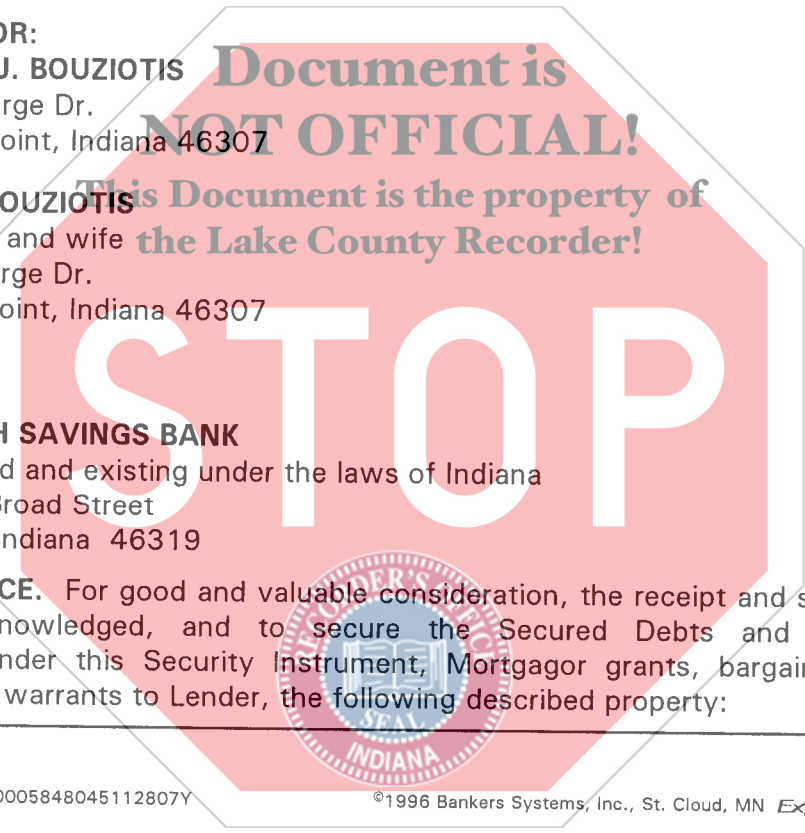 OR:
J. BOUZIOTIS
rge Dr.
oint, Indiana 46307
OUZIOTIS
and wife
rge Dr.
oint, Indiana 46307
H SAVINGS BANK
d and existing under the laws of Indiana
Broad Street
ndiana 46319
CE. For good and valuable consideration, the receipt and s
nowledged, and to secure the Secured Debts and
nder this Security Instrument, Mortgagor grants, bargain
warrants to Lender, the following described property:
0005848045112807Y
©1996 Bankers Systems, Inc., St. Cloud, MN Ex
Document is
NOT OFFICIAL!
This Document is the property of
the Lake County Recorder!
STOP
RECORDER'S OFFICE
SEAL
INDIANA